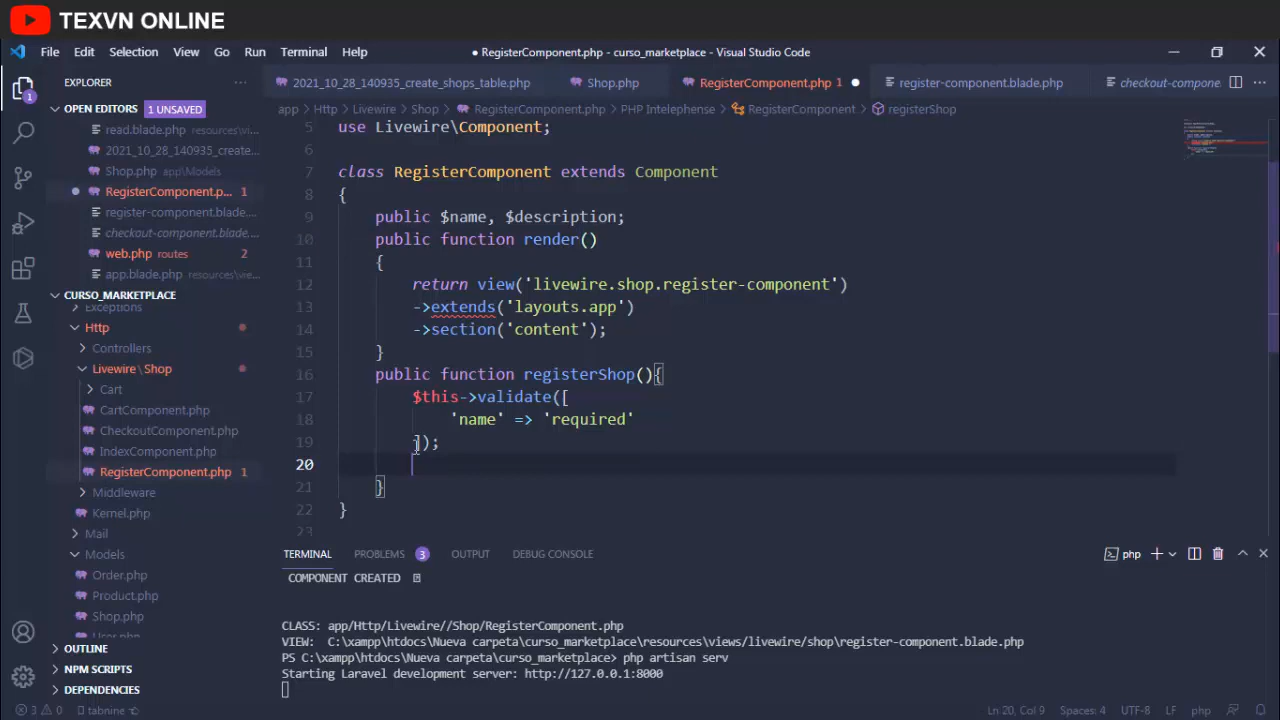 TEXVN ONLINE
File Edit Selection View Go Run Terminal Help
● RegisterComponent.php - curso_marketplace - Visual Studio Code
EXPLORER
2021_10_28_140935_create_shops_table.php Shop.php RegisterComponent.php 1 register-component.blade.php checkout-compone
OPEN EDITORS 1 UNSAVED
app > Http > Livewire > Shop > RegisterComponent.php > PHP Intelephense > RegisterComponent > registerShop
read.blade.php resources\vi...
2021_10_28_140935_create...
Shop.php app\Models
RegisterComponent.p... 1
register-component.blade...
checkout-component.blade...
web.php routes 2
app.blade.php resources\vie...
CURSO_MARKETPLACE
Exceptions
Http
Controllers
Livewire\Shop
Cart
CartComponent.php
CheckoutComponent.php
IndexComponent.php
RegisterComponent.php 1
Middleware
Kernel.php
Mail
Models
Order.php
Product.php
Shop.php
User.php
OUTLINE
NPM SCRIPTS
DEPENDENCIES
5 use Livewire\Component;
6
7 class RegisterComponent extends Component
8 {
9 public $name, $description;
10 public function render()
11 {
12 return view('livewire.shop.register-component')
13 ->extends('layouts.app')
14 ->section('content');
15 }
16 public function registerShop(){
17 $this->validate([
18 'name' => 'required'
19 ]);
20
21 }
22 }
23
TERMINAL PROBLEMS 3 OUTPUT DEBUG CONSOLE
php
COMPONENT CREATED
CLASS: app/Http/Livewire//Shop/RegisterComponent.php
VIEW: C:\xampp\htdocs\Nueva carpeta\curso_marketplace\resources\views/livewire/shop\register-component.blade.php
PS C:\xampp\htdocs\Nueva carpeta\curso_marketplace> php artisan serv
Starting Laravel development server: http://127.0.0.1:8000
3 0 tabnine
Ln 20, Col 9 Spaces: 4 UTF-8 LF php